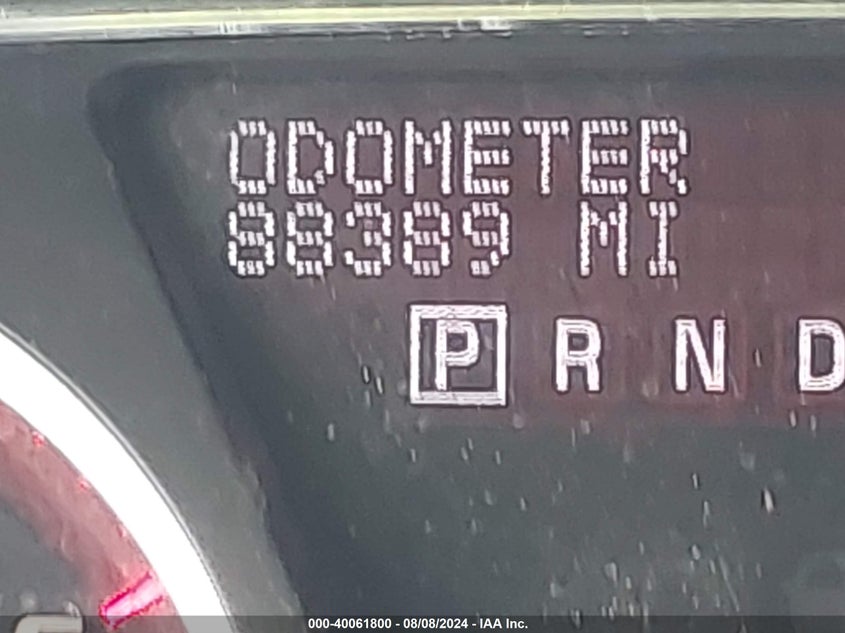 ODOMETER
88389 MI
P R N D
000-40061800 - 08/08/2024 - IAA Inc.